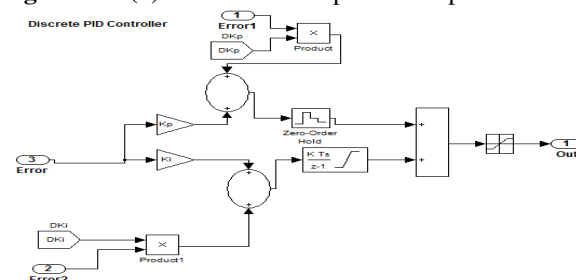 Discrete PID Controller
1
Error1
DKp
DKp
×
Product
+
+
Kp
Zero-Order
Hold
3
Error
Ki
K Ts
z-1
+
+
+
+
1
Out
DKi
DKi
×
Product1
2
Error2